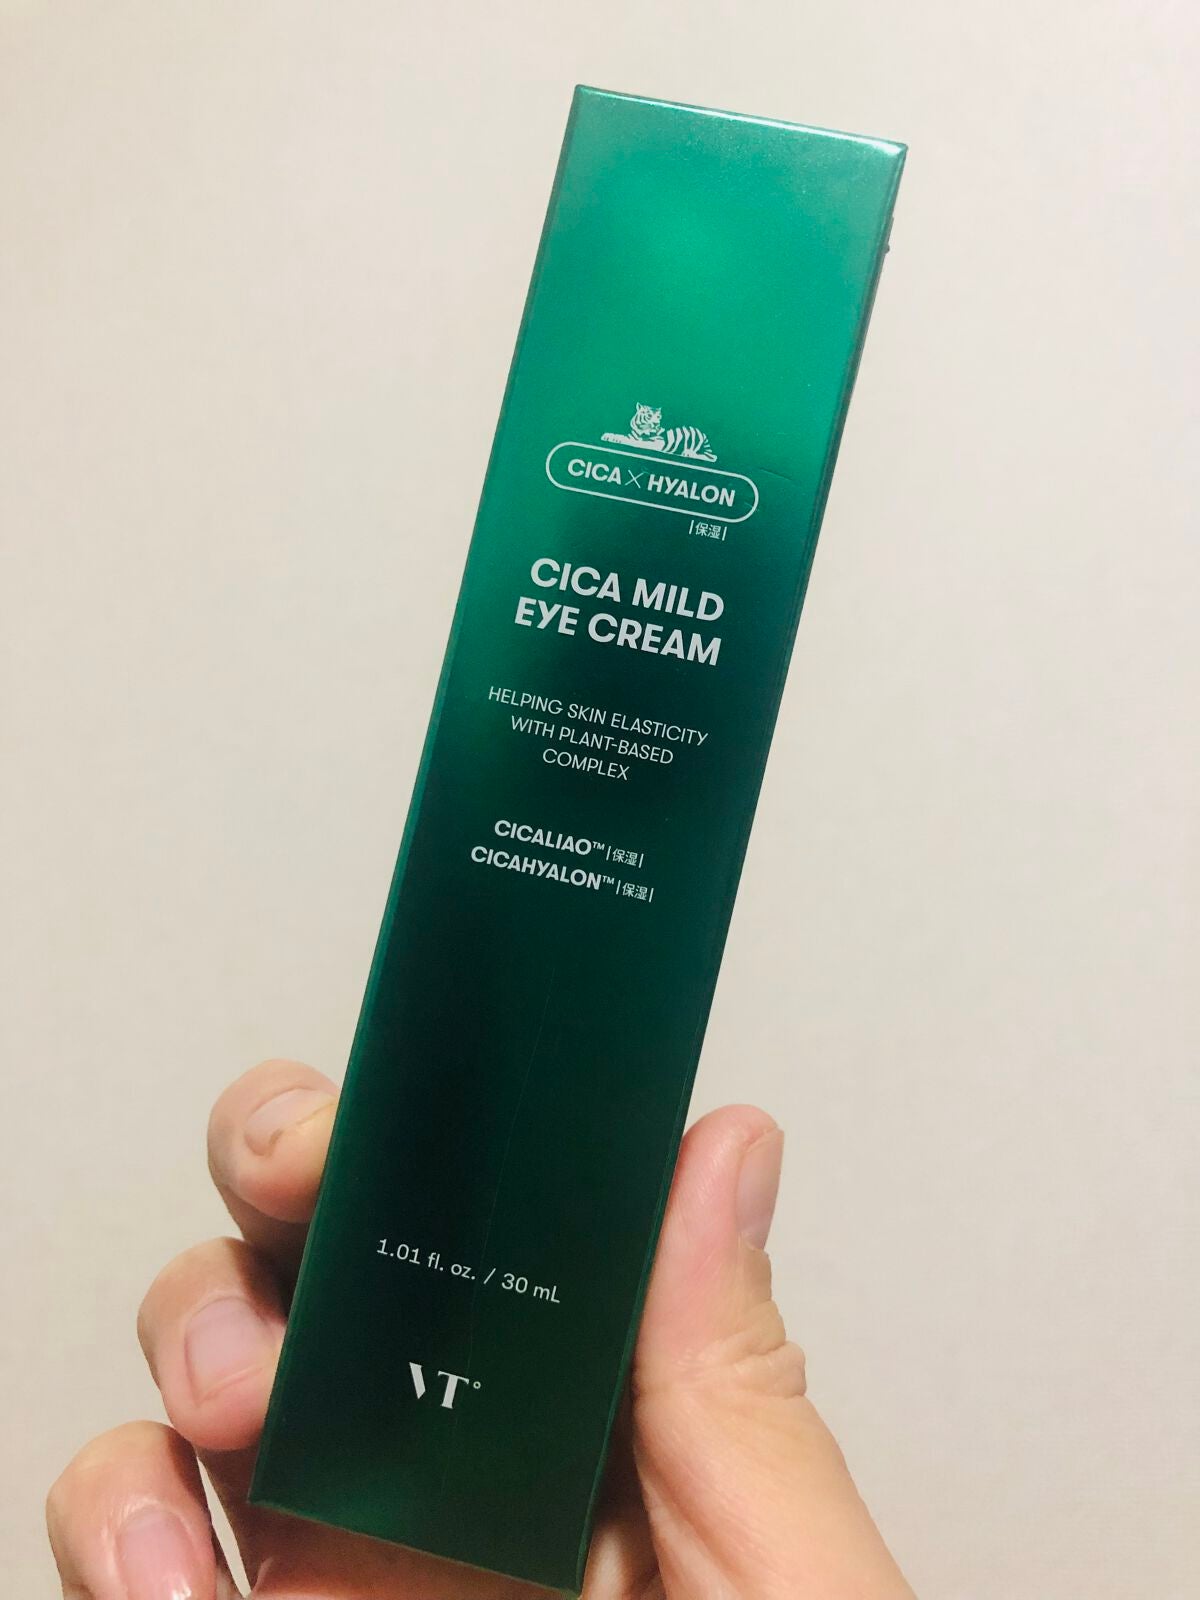 CICA×HYALON
|保湿|
CICA MILD
EYE CREAM
HELPING SKIN ELASTICITY
WITH PLANT-BASED
COMPLEX
CICALIAO™|保湿|
CICAHYALON™|保湿|
1.01 fl. oz. / 30 mL
VT°